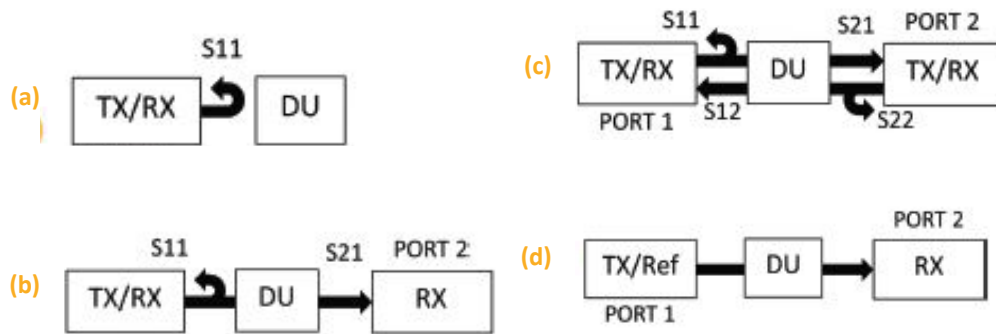 (a)
S11
TX/RX
DU
(b)
S11
S21
PORT 2
TX/RX
DU
RX
(c)
S11
S21
PORT 2
TX/RX
DU
TX/RX
PORT 1
S12
S22
(d)
PORT 2
TX/Ref
DU
RX
PORT 1